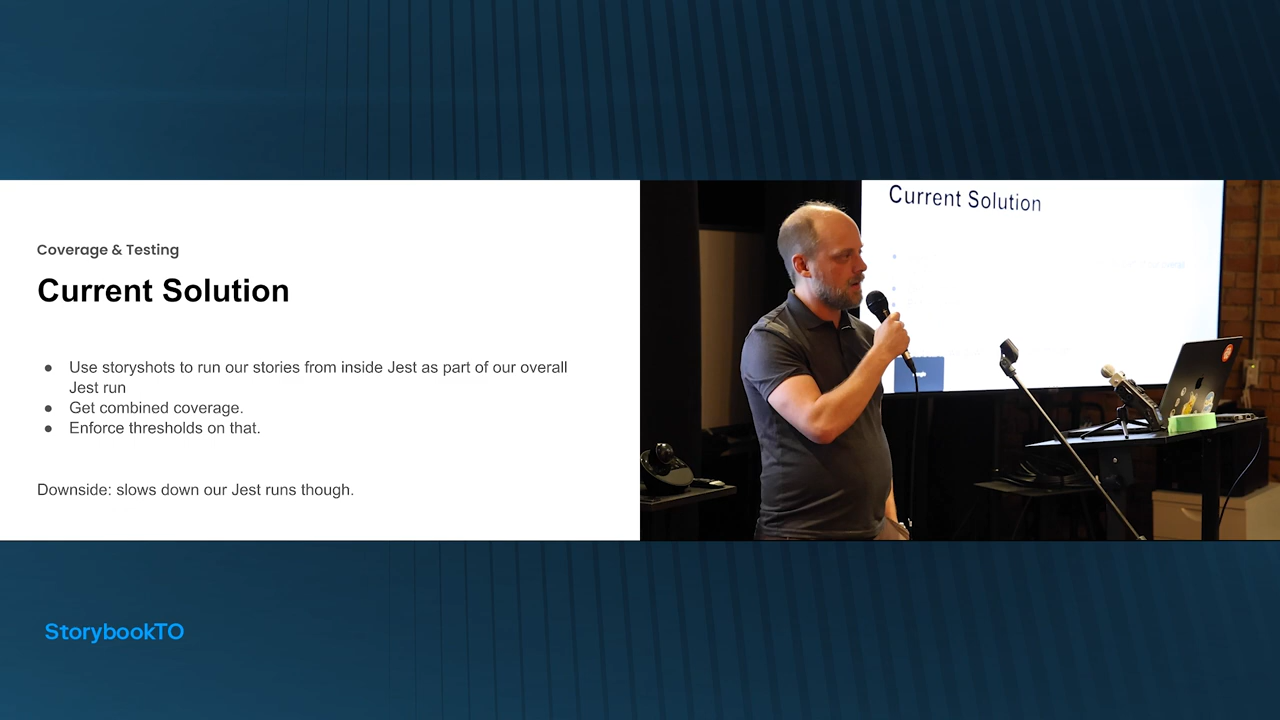 Coverage & Testing
Current Solution
● Use storyshots to run our stories from inside Jest as part of our overall
Jest run
● Get combined coverage.
● Enforce thresholds on that.
Downside: slows down our Jest runs though.
Current Solution
StorybookTO